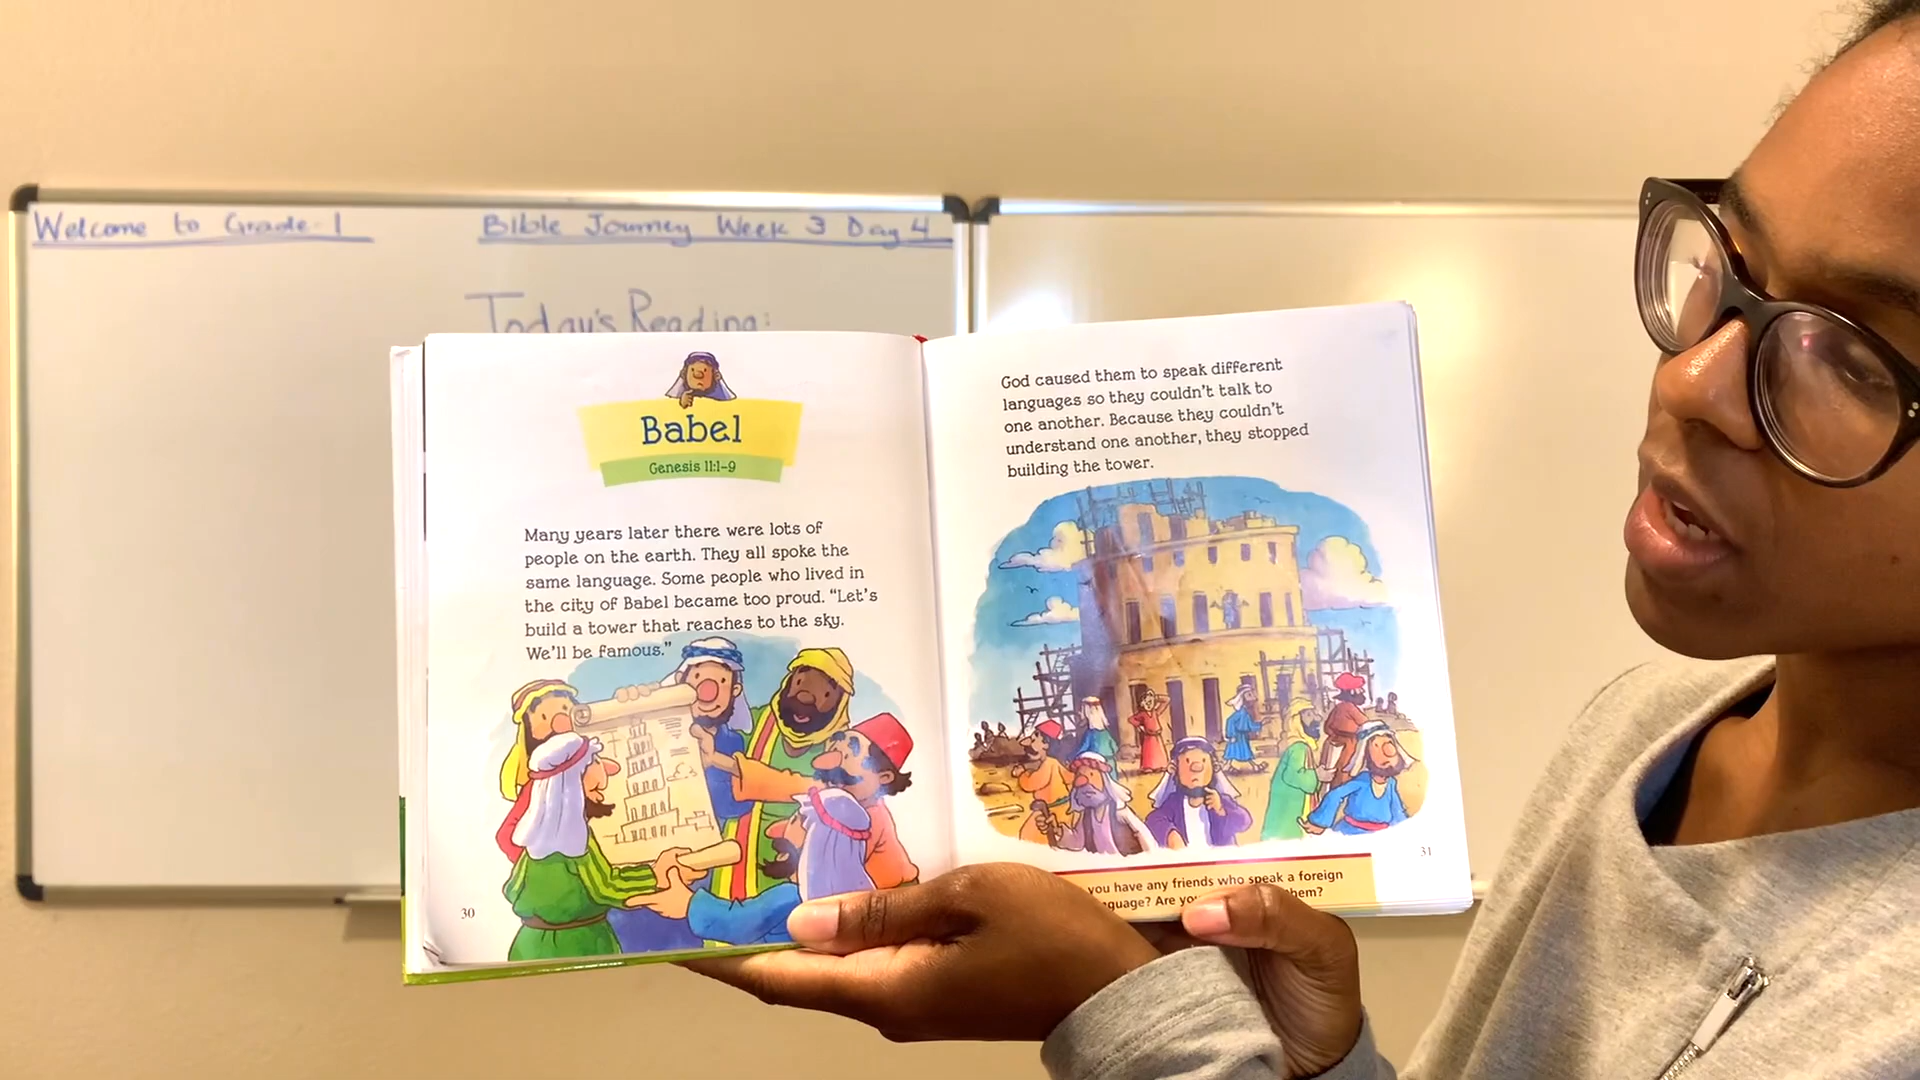 Welcome to Grade 1
Bible Journey Week 3 Day 4
Today's Reading:
Babel
Genesis 11:1-9
Many years later there were lots of
people on the earth. They all spoke the
same language. Some people who lived in
the city of Babel became too proud. “Let’s
build a tower that reaches to the sky.
We’ll be famous.”
30
God caused them to speak different
languages so they couldn’t talk to
one another. Because they couldn’t
understand one another, they stopped
building the tower.
31
you have any friends who speak a foreign
Are